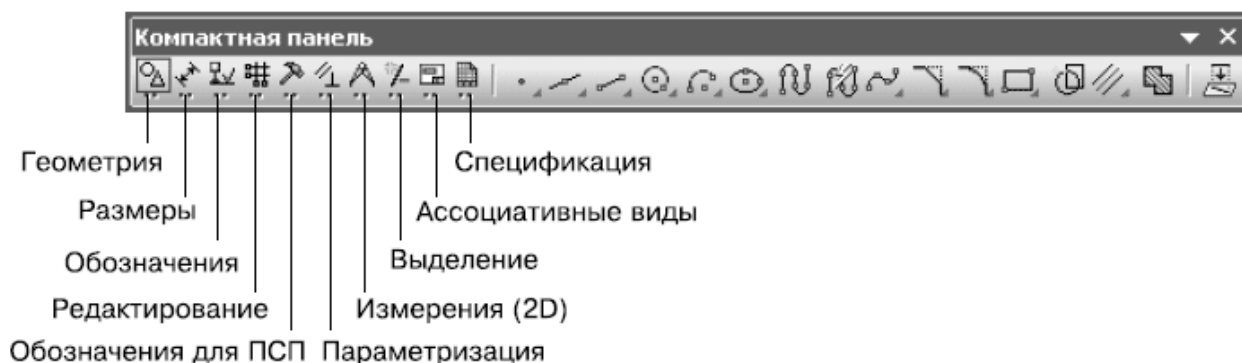 Компактная панель
Геометрия Спецификация
Размеры Ассоциативные виды
Обозначения Выделение
Редактирование Измерения (2D)
Обозначения для ПСП Параметризация